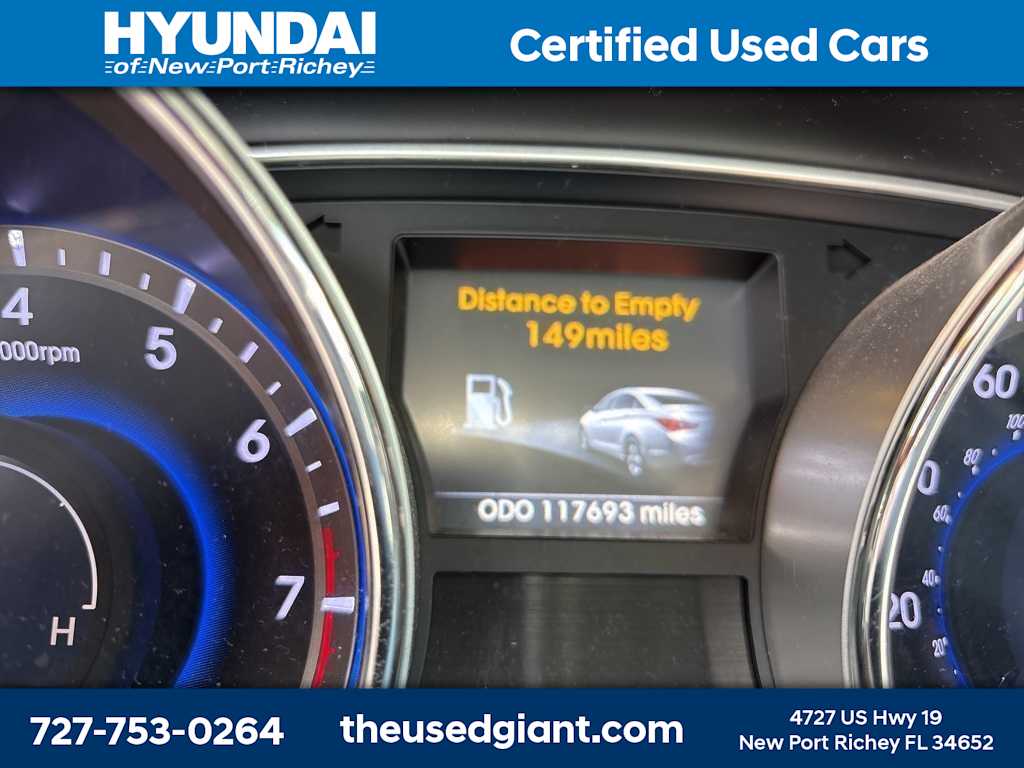 HYUNDAI
of New Port Richey
Certified Used Cars
4
5
6
7
000rpm
H
Distance to Empty
149miles
ODO 117693 miles
60
100
80
60
40
20
20
727-753-0264
theusedgiant.com
4727 US Hwy 19
New Port Richey FL 34652